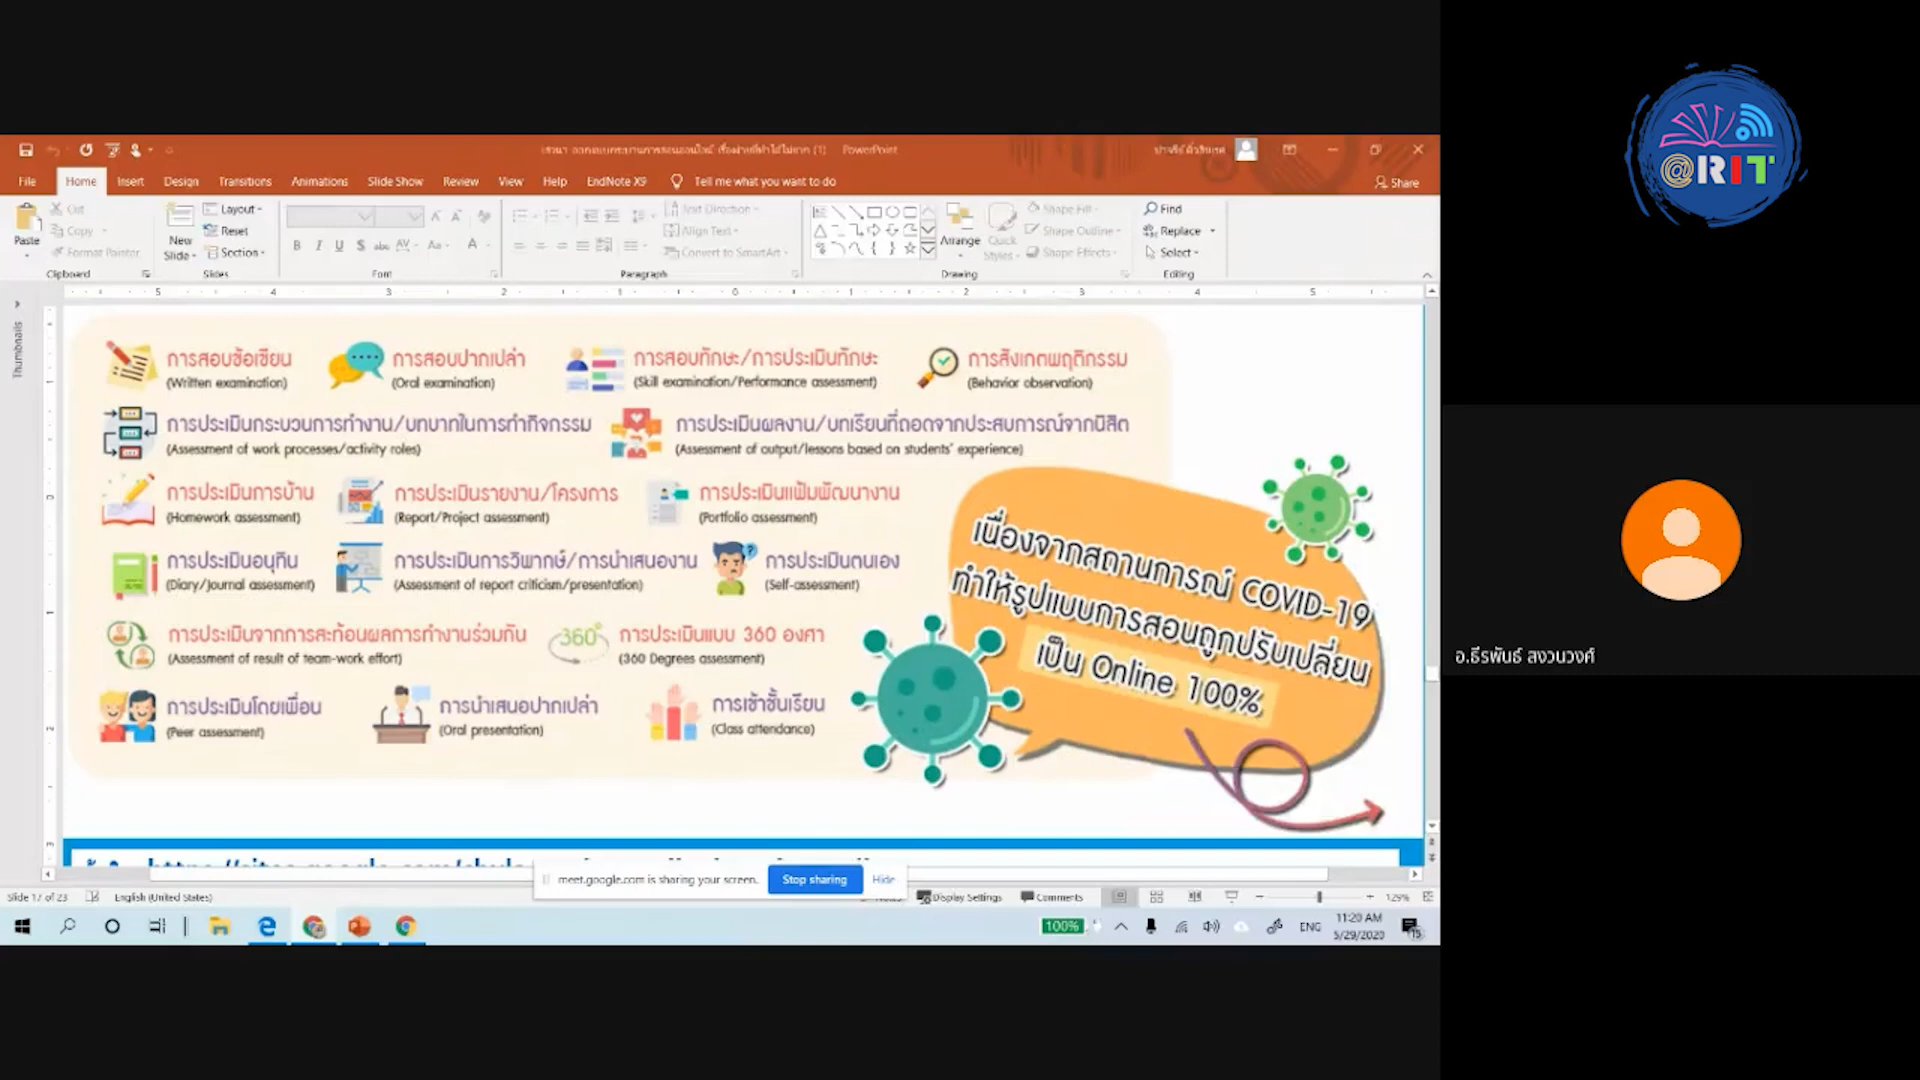 PowerPoint
File Home Insert Design Transitions Animations Slide Show Review View Help EndNote X9 Tell me what you want to do Share
Paste
Cut
Copy
Format Painter
Clipboard
New Slide
Layout
Reset
Section
Slides
Font
Text Direction
Align Text
Convert to SmartArt
Paragraph
Arrange
Quick Styles
Shape Fill
Shape Outline
Shape Effects
Drawing
Find
Replace
Select
Editing
Thumbnails
การสอบข้อเขียน
(Written examination)
การสอบปากเปล่า
(Oral examination)
การสอบทักษะ/การประเมินทักษะ
(Skill examination/Performance assessment)
การสังเกตพฤติกรรม
(Behavior observation)
การประเมินกระบวนการทำงาน/บทบาทในการทำกิจกรรม
(Assessment of work processes/activity roles)
การประเมินผลงาน/บทเรียนที่ถอดจากประสบการณ์จากนิสิต
(Assessment of output/lessons based on students' experience)
การประเมินการบ้าน
(Homework assessment)
การประเมินรายงาน/โครงการ
(Report/Project assessment)
การประเมินแฟ้มพัฒนางาน
(Portfolio assessment)
การประเมินอนุทิน
(Diary/Journal assessment)
การประเมินการวิพากษ์/การนำเสนองาน
(Assessment of report criticism/presentation)
การประเมินตนเอง
(Self-assessment)
การประเมินจากการสะท้อนผลการทำงานร่วมกัน
(Assessment of result of team-work effort)
360°
การประเมินแบบ 360 องศา
(360 Degrees assessment)
การประเมินโดยเพื่อน
(Peer assessment)
การนำเสนอปากเปล่า
(Oral presentation)
การเข้าชั้นเรียน
(Class attendance)
เนื่องจากสถานการณ์ COVID-19
ทำให้รูปแบบการสอนถูกปรับเปลี่ยน
เป็น Online 100%
meet.google.com is sharing your screen.
Stop sharing
Hide
Slide 17 of 23
English (United States)
Display Settings
Comments
129%
100%
ENG
11:20 AM
5/29/2020
@RIT
อ.ธีรพันธ์ สงวนวงศ์